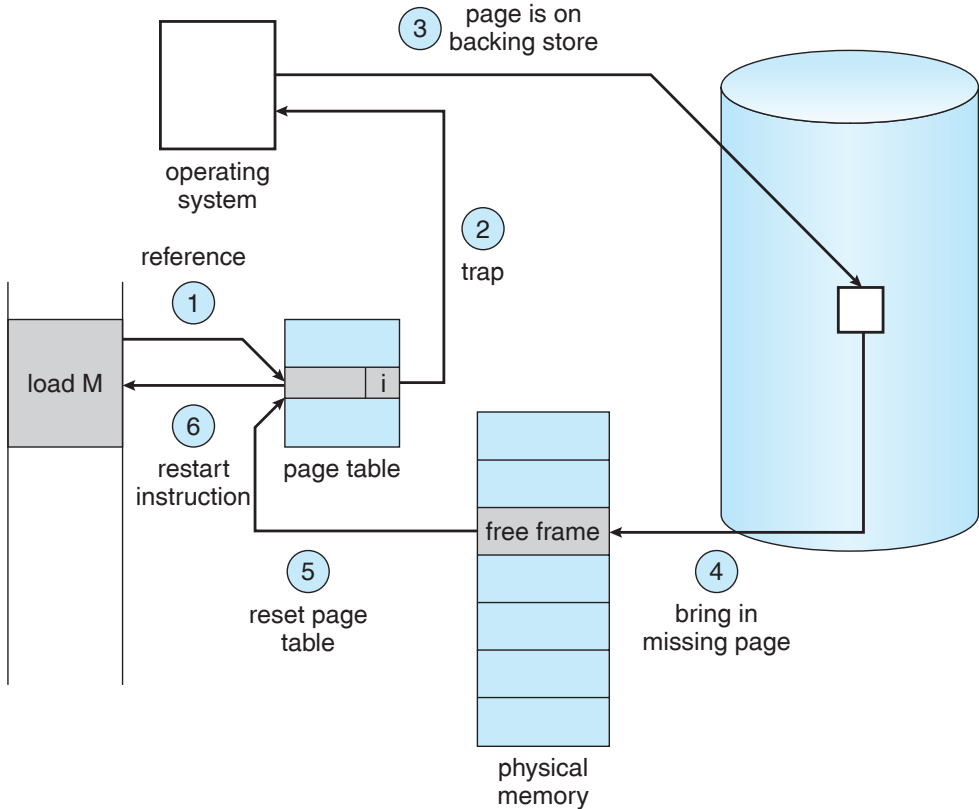 3
page is on
backing store
operating
system
2
trap
reference
1
load M
i
6
restart
instruction
page table
free frame
5
reset page
table
4
bring in
missing page
physical
memory